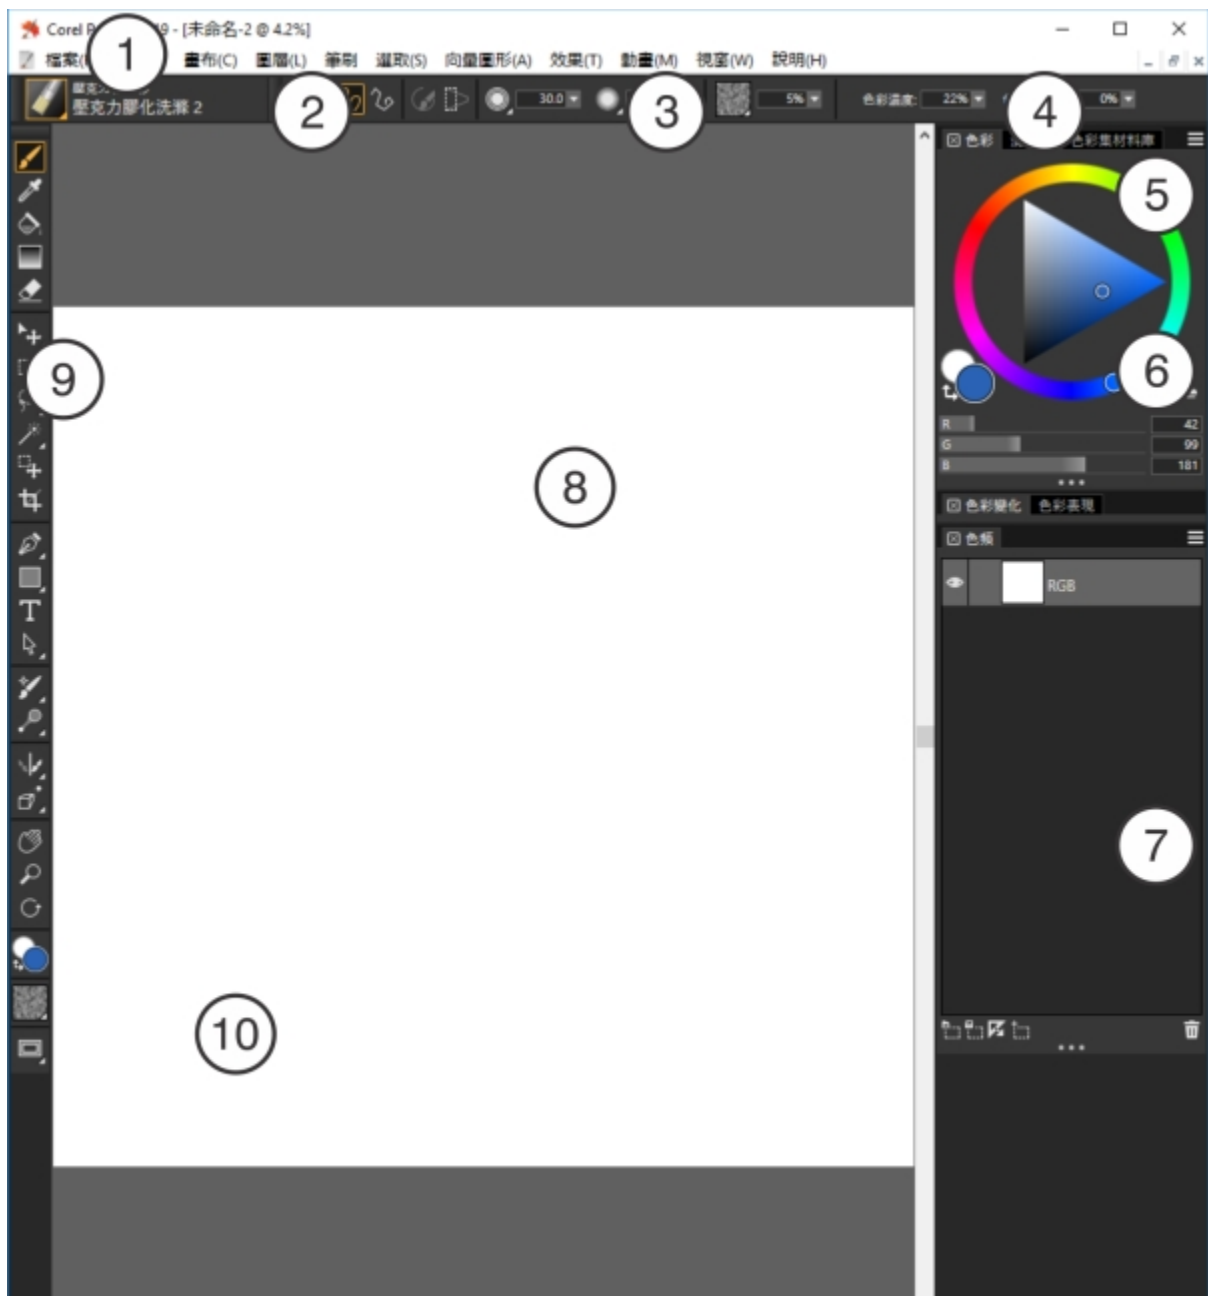 Corel P 9 - [未命名-2 @ 4.2%]
檔案( 畫布(C) 圖層(L) 筆刷 選取(S) 向量圖形(A) 效果(T) 動畫(M) 視窗(W) 說明(H)
1
壓克力膠化洗滌 2
2
30.0
3
5%
色彩濃度: 22%
4
0%
色彩
色彩集材料庫
5
6
9
R 42
G 99
B 181
色彩變化 色彩表現
8
色頻
RGB
T
7
10